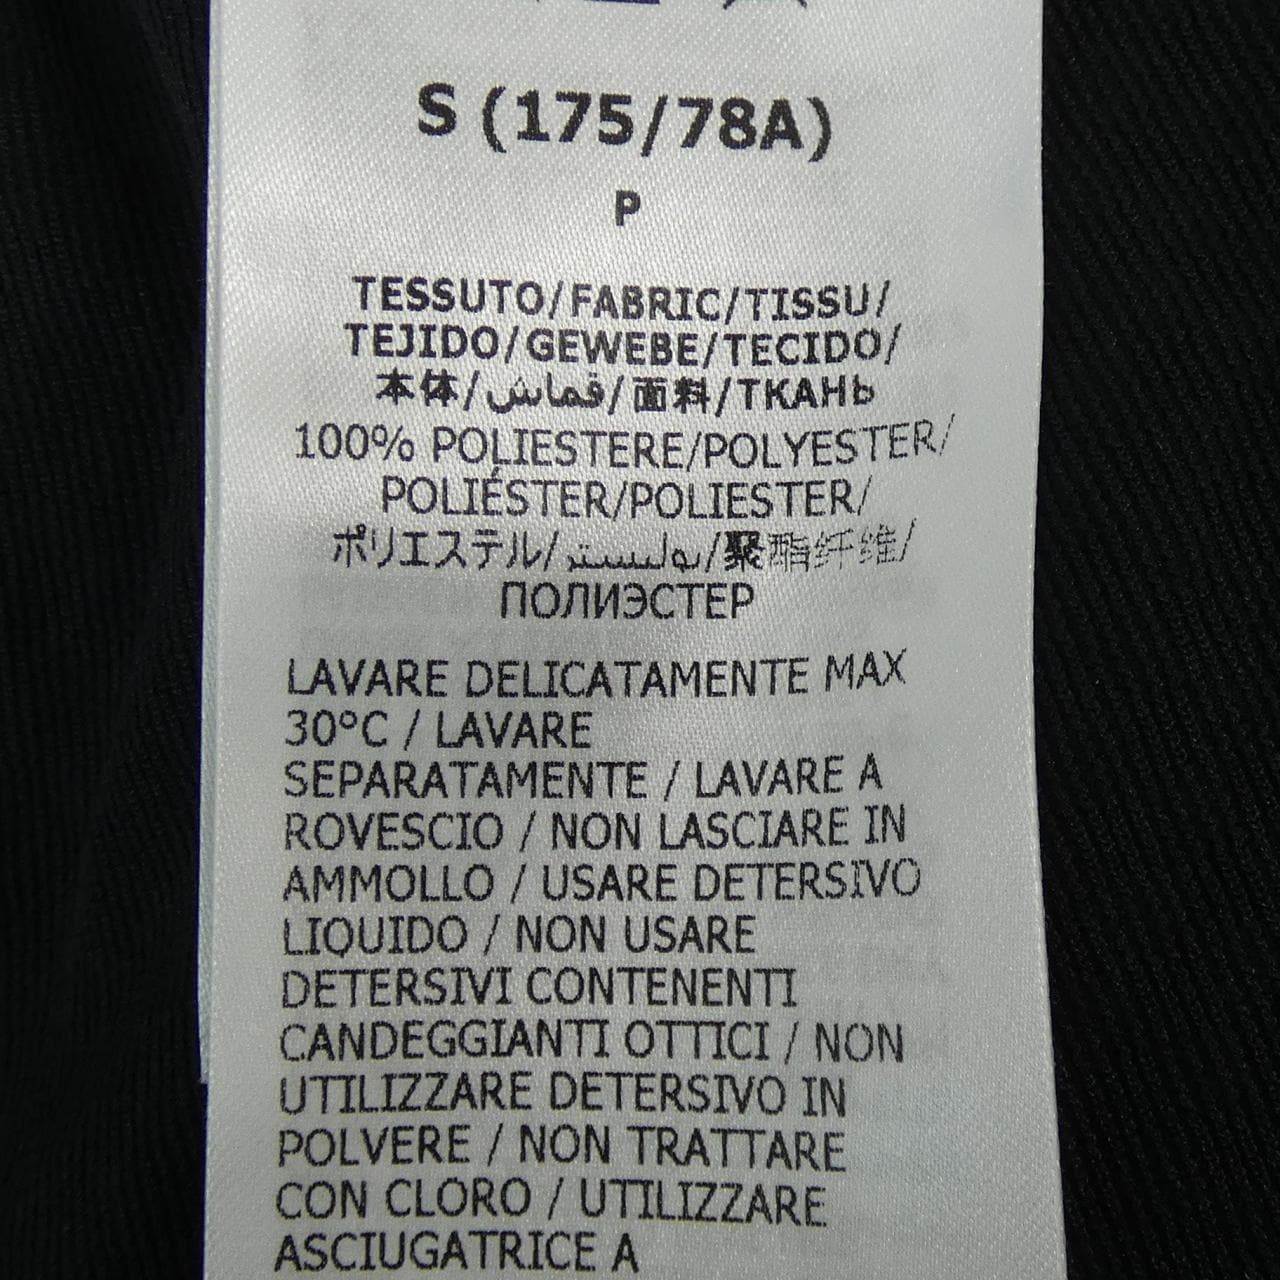 S (175/78A)
P
TESSUTO/FABRIC/TISSU/
TEJIDO/GEWEBE/TECIDO/
本体/قماش/面料/ТКАНЬ
100% POLIESTERE/POLYESTER/
POLIÉSTER/POLIESTER/
ポリエステル/بوليستر/聚酯纤维/
ПОЛИЭСТЕР
LAVARE DELICATAMENTE MAX
30°C / LAVARE
SEPARATAMENTE / LAVARE A
ROVESCIO / NON LASCIARE IN
AMMOLLO / USARE DETERSIVO
LIQUIDO / NON USARE
DETERSIVI CONTENENTI
CANDEGGIANTI OTTICI / NON
UTILIZZARE DETERSIVO IN
POLVERE / NON TRATTARE
CON CLORO / UTILIZZARE
ASCIUGATRICE A